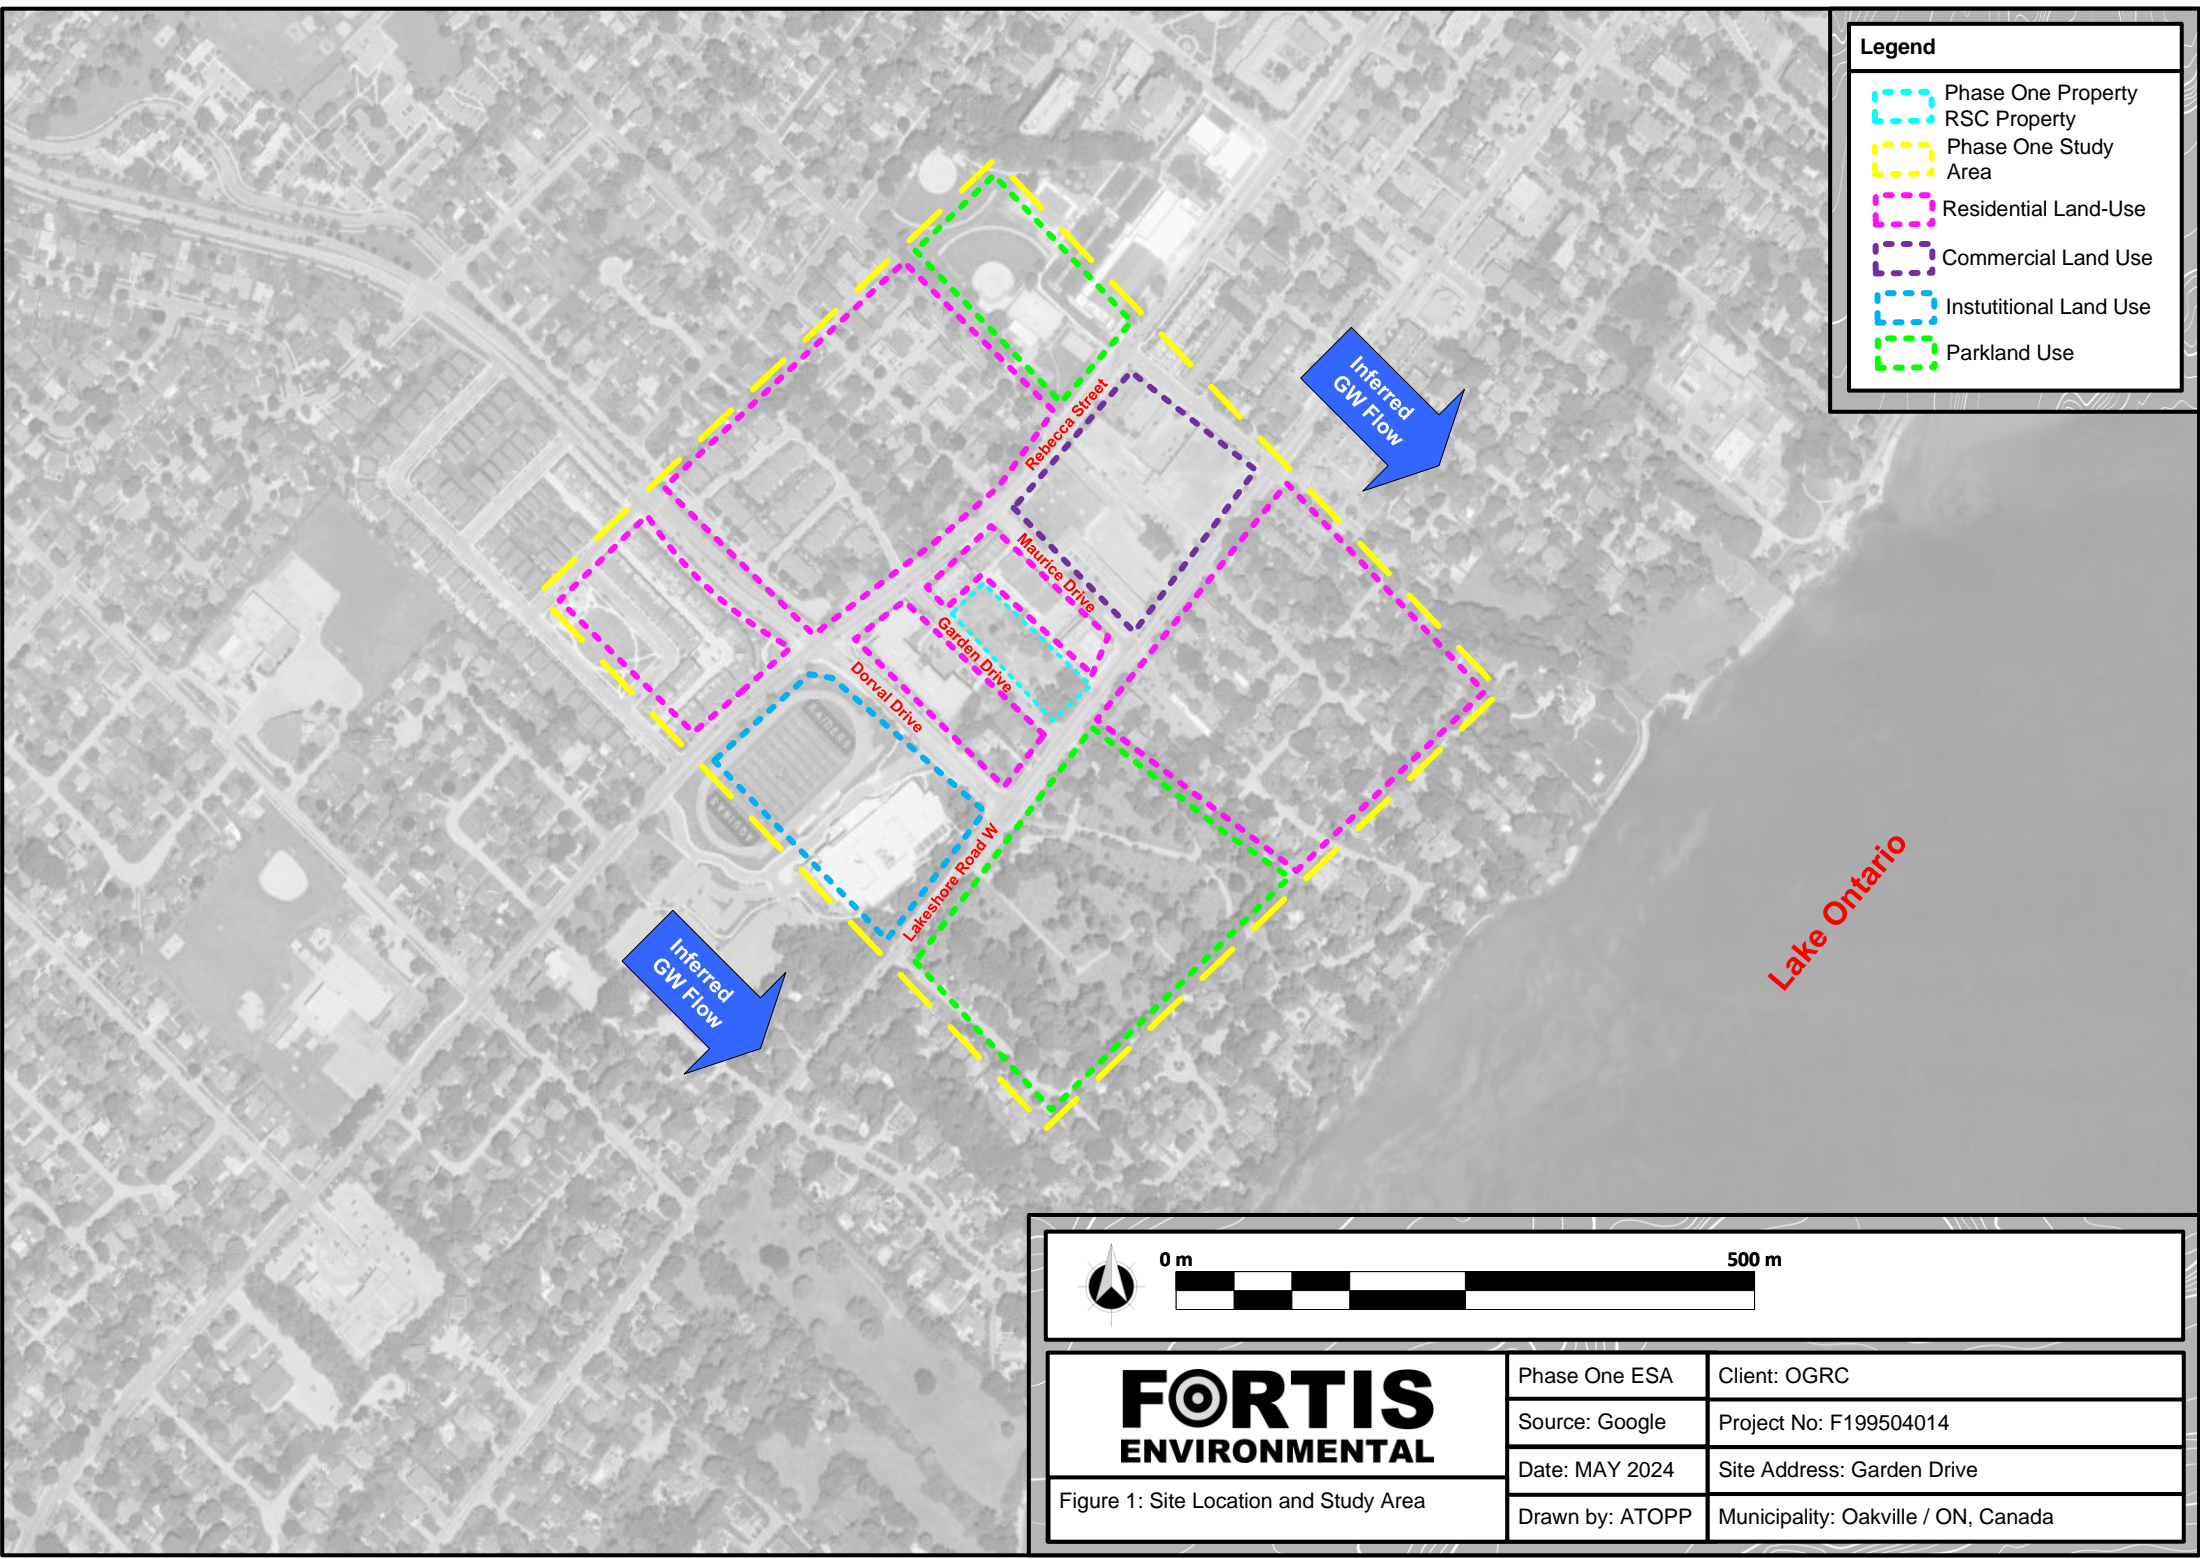 Legend
Phase One Property
RSC Property
Phase One Study
Area
Residential Land-Use
Commercial Land Use
Instutitional Land Use
Parkland Use
Inferred
GW Flow
Rebecca Street
Maurice Drive
Garden Drive
Dorval Drive
RAIDERS
Lakeshore Road W
Inferred
GW Flow
Lake Ontario
0 m
500 m
FORTIS
ENVIRONMENTAL
Figure 1: Site Location and Study Area
Phase One ESA
Client: OGRC
Source: Google
Project No: F199504014
Date: MAY 2024
Site Address: Garden Drive
Drawn by: ATOPP
Municipality: Oakville / ON, Canada